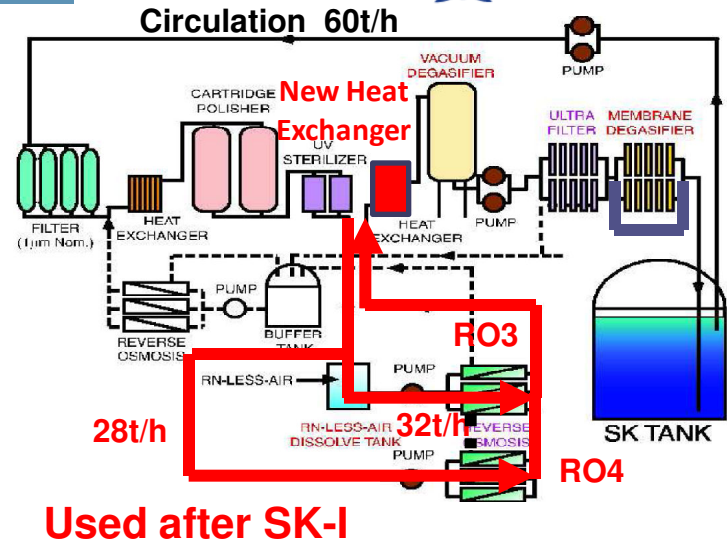 Circulation 60t/h
PUMP
VACUUM
DEGASIFIER
CARTRIDGE
POLISHER
New Heat
Exchanger
UV
STERILIZER
ULTRA
FILTER
MEMBRANE
DEGASIFIER
FILTER
(1μm Nom.)
HEAT
EXCHANGER
HEAT
EXCHANGER
PUMP
PUMP
REVERSE
OSMOSIS
BUFFER
TANK
RO3
RN-LESS-AIR
PUMP
28t/h
32t/h
RN-LESS-AIR
DISSOLVE TANK
REVERSE
OSMOSIS
PUMP
SK TANK
RO4
Used after SK-I